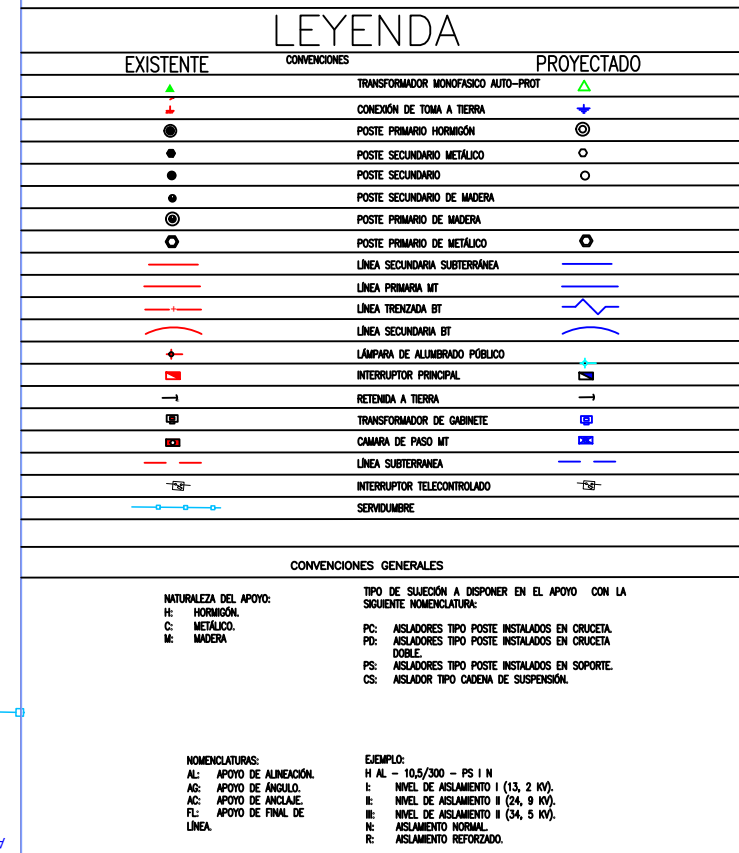 LEYENDA
EXISTENTE CONVENCIONES PROYECTADO
TRANSFORMADOR MONOFASICO AUTO-PROT
CONEXIÓN DE TOMA A TIERRA
POSTE PRIMARIO HORMIGÓN
POSTE SECUNDARIO METÁLICO
POSTE SECUNDARIO
POSTE SECUNDARIO DE MADERA
POSTE PRIMARIO DE MADERA
POSTE PRIMARIO DE METÁLICO
LÍNEA SECUNDARIA SUBTERRÁNEA
LÍNEA PRIMARIA MT
LÍNEA TRENZADA BT
LÍNEA SECUNDARIA BT
LÁMPARA DE ALUMBRADO PÚBLICO
INTERRUPTOR PRINCIPAL
RETENIDA A TIERRA
TRANSFORMADOR DE GABINETE
CAMARA DE PASO MT
LÍNEA SUBTERRANEA
INTERRUPTOR TELECONTROLADO
SERVIDUMBRE
CONVENCIONES GENERALES
NATURALEZA DEL APOYO:
H: HORMIGÓN.
C: METÁLICO.
M: MADERA
TIPO DE SUJECIÓN A DISPONER EN EL APOYO CON LA
SIGUIENTE NOMENCLATURA:
PC: AISLADORES TIPO POSTE INSTALADOS EN CRUCETA.
PD: AISLADORES TIPO POSTE INSTALADOS EN CRUCETA
DOBLE.
PS: AISLADORES TIPO POSTE INSTALADOS EN SOPORTE.
CS: AISLADOR TIPO CADENA DE SUSPENSIÓN.
NOMENCLATURAS:
AL: APOYO DE ALINEACIÓN.
AG: APOYO DE ÁNGULO.
AC: APOYO DE ANCLAJE.
FL: APOYO DE FINAL DE
LÍNEA.
EJEMPLO:
H AL - 10,5/300 - PS I N
I: NIVEL DE AISLAMIENTO I (13, 2 KV).
II: NIVEL DE AISLAMIENTO II (24, 9 KV).
III: NIVEL DE AISLAMIENTO II (34, 5 KV).
N: AISLAMIENTO NORMAL.
R: AISLAMIENTO REFORZADO.